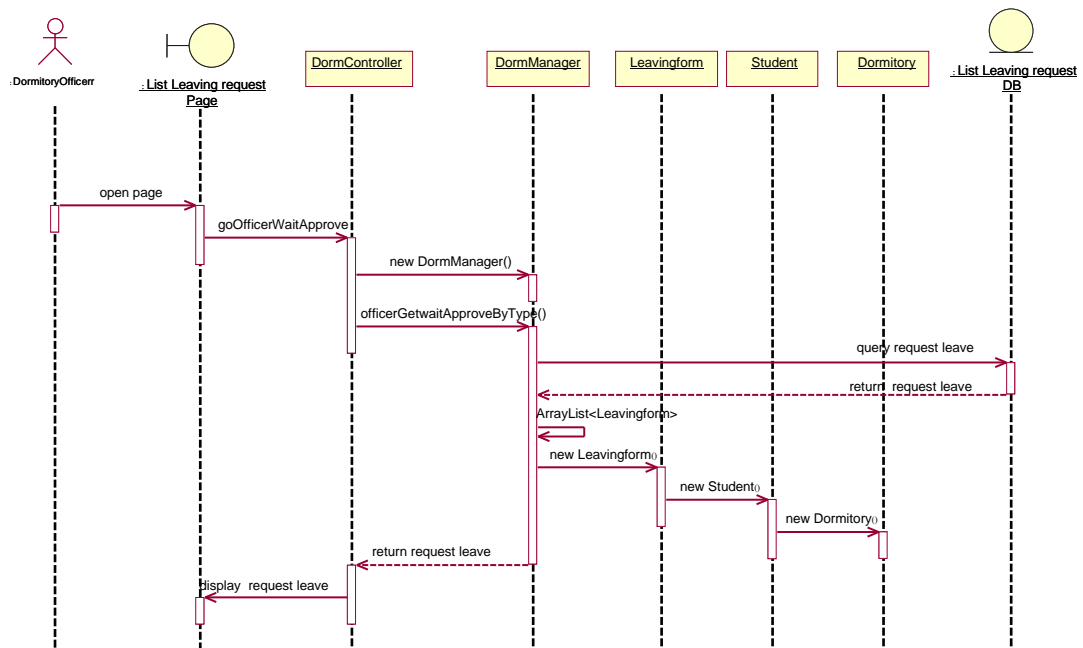 : DormitoryOfficerr
: List Leaving request
Page
DormController
DormManager
Leavingform
Student
Dormitory
: List Leaving request
DB
open page
goOfficerWaitApprove
new DormManager()
officerGetwaitApproveByType()
query request leave
return request leave
ArrayList<Leavingform>
new Leavingform()
new Student()
new Dormitory()
return request leave
display request leave